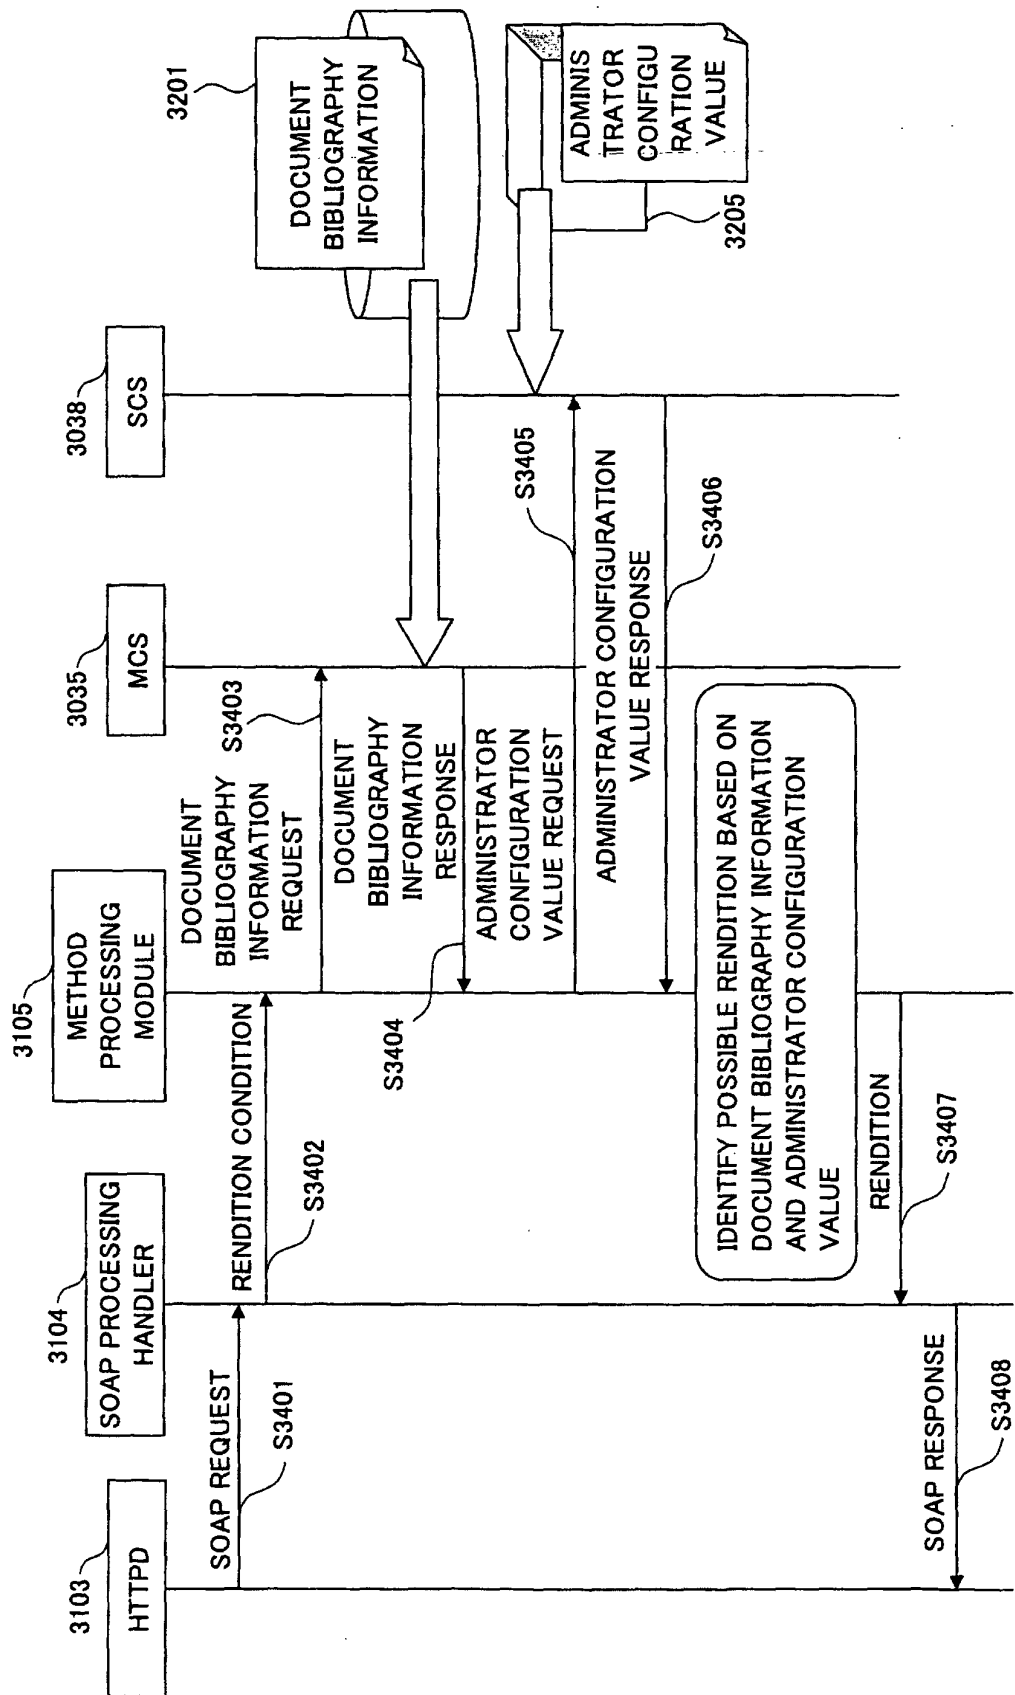 3103
HTTPD
3104
SOAP PROCESSING
HANDLER
3105
METHOD
PROCESSING
MODULE
3035
MCS
3038
SCS
3201
DOCUMENT
BIBLIOGRAPHY
INFORMATION
ADMINIS
TRATOR
CONFIGU
RATION
VALUE
3205
SOAP REQUEST
S3401
RENDITION CONDITION
S3402
DOCUMENT
BIBLIOGRAPHY
INFORMATION
REQUEST
S3403
DOCUMENT
BIBLIOGRAPHY
INFORMATION
RESPONSE
S3404
ADMINISTRATOR
CONFIGURATION
VALUE REQUEST
S3405
ADMINISTRATOR CONFIGURATION
VALUE RESPONSE
S3406
IDENTIFY POSSIBLE RENDITION BASED ON
DOCUMENT BIBLIOGRAPHY INFORMATION
AND ADMINISTRATOR CONFIGURATION
VALUE
RENDITION
S3407
SOAP RESPONSE
S3408